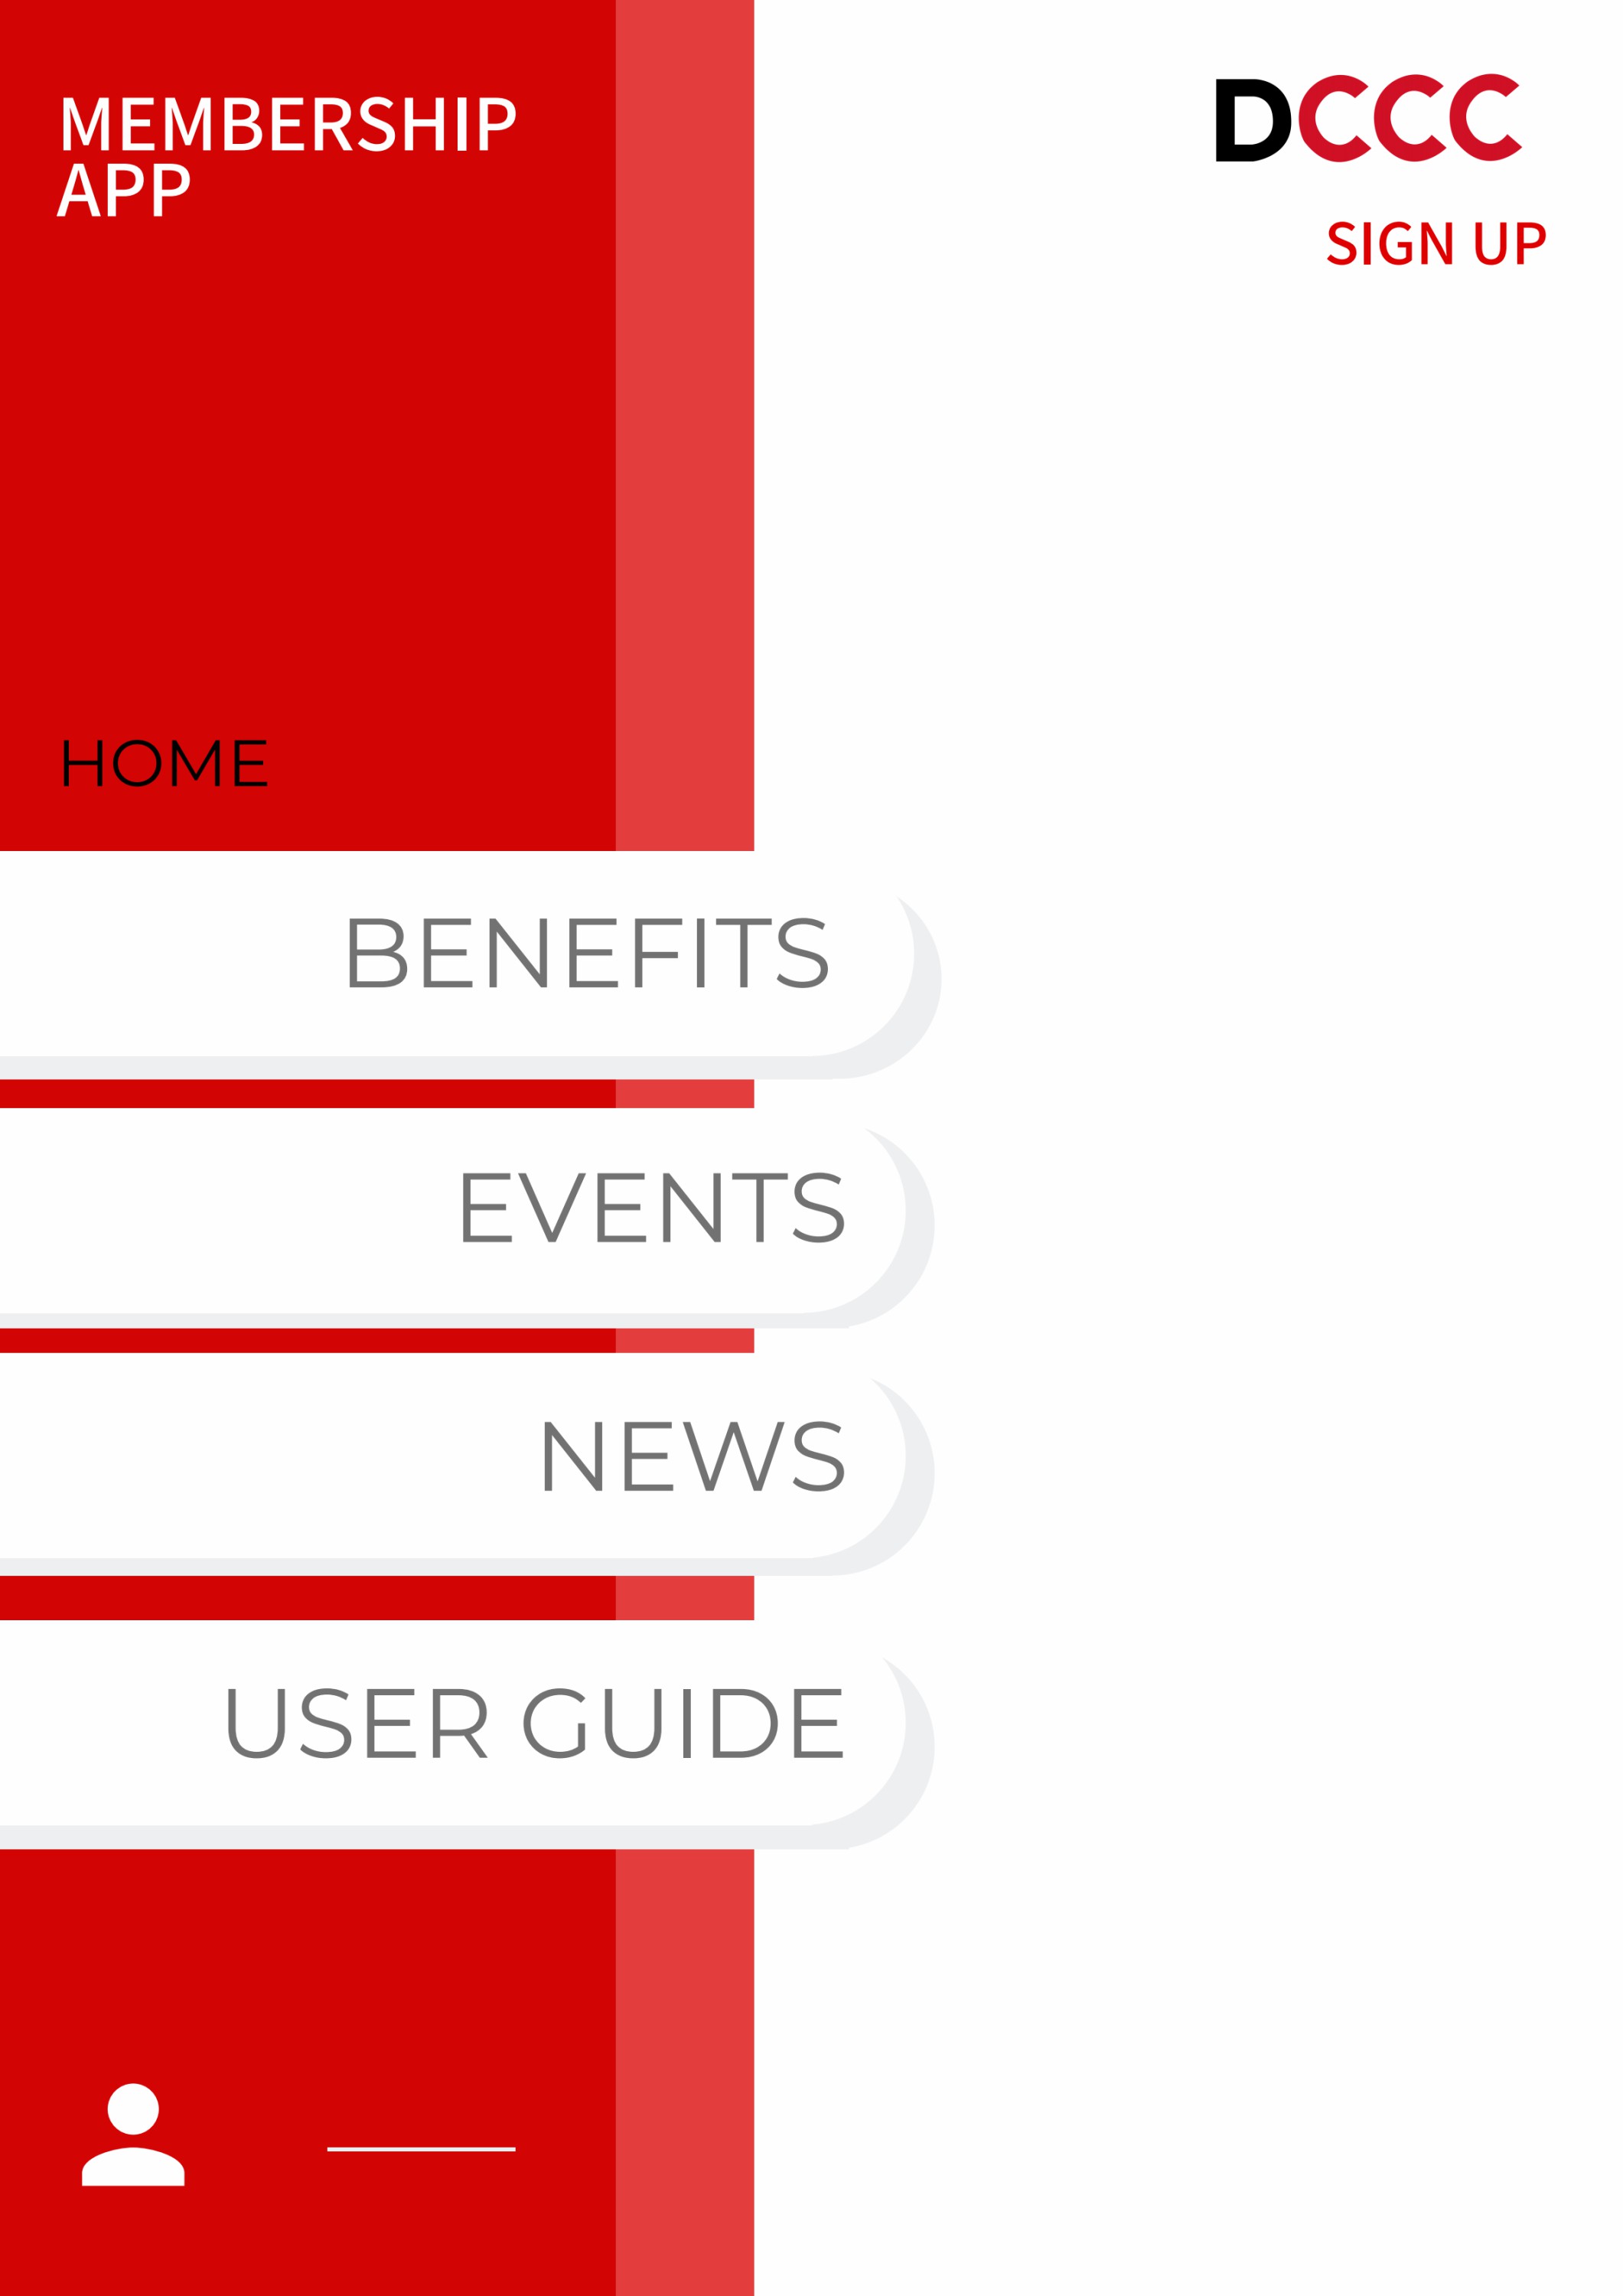 MEMBERSHIP
APP
DCCC
SIGN UP
HOME
BENEFITS
EVENTS
NEWS
USER GUIDE